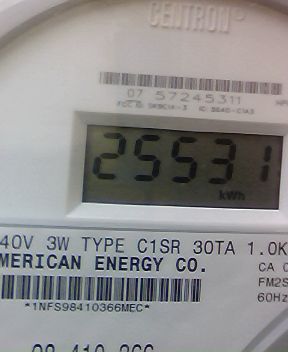 CENTRON®
07 57245311
25531
kWh
40V 3W TYPE C1SR 30TA 1.0K
MERICAN ENERGY CO.
CA 0
FM2S
60Hz
*1NFS98410366MEC*